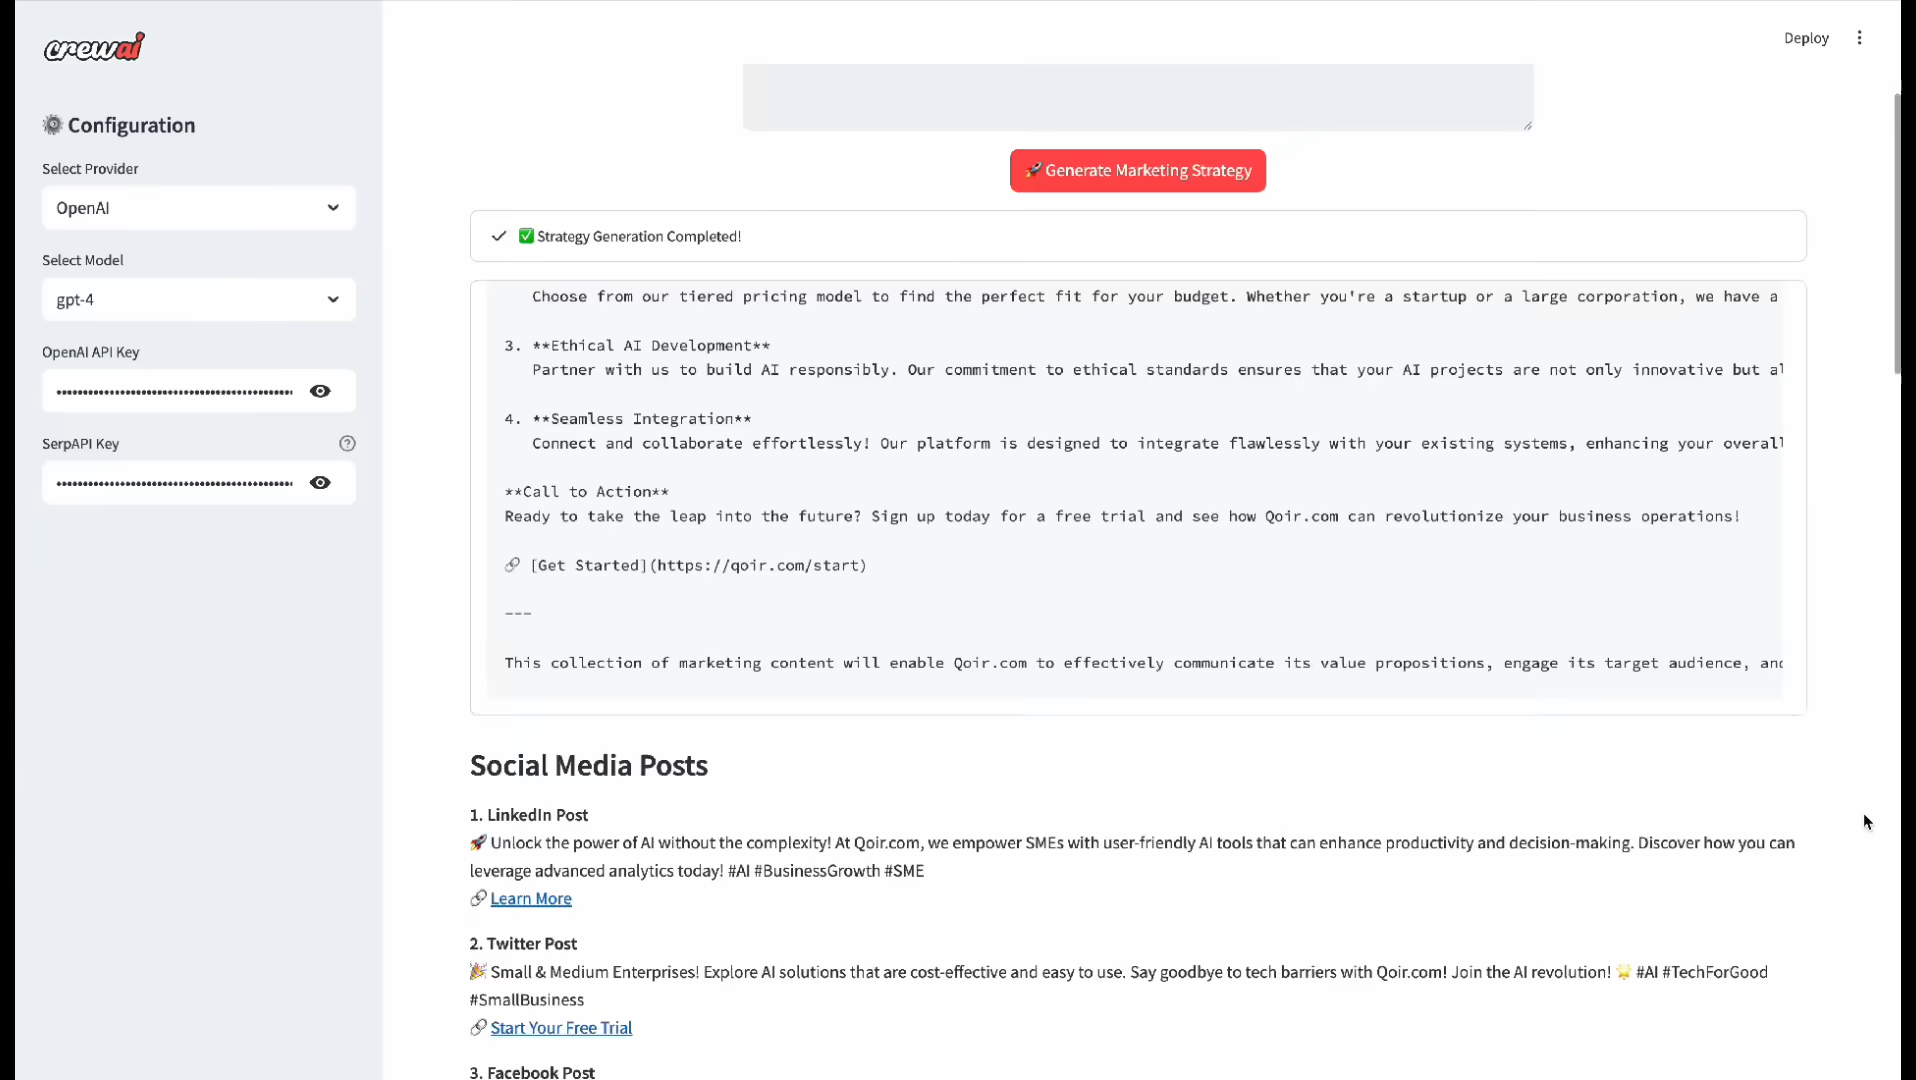 crewai
Deploy
⚙️ Configuration
Select Provider
OpenAI
Select Model
gpt-4
OpenAI API Key
••••••••••••••••••••••••••••••••••••••••••••
SerpAPI Key
••••••••••••••••••••••••••••••••••••••••••••
🚀 Generate Marketing Strategy
✅ Strategy Generation Completed!
Choose from our tiered pricing model to find the perfect fit for your budget. Whether you're a startup or a large corporation, we have a
3. **Ethical AI Development**
Partner with us to build AI responsibly. Our commitment to ethical standards ensures that your AI projects are not only innovative but al
4. **Seamless Integration**
Connect and collaborate effortlessly! Our platform is designed to integrate flawlessly with your existing systems, enhancing your overall
**Call to Action**
Ready to take the leap into the future? Sign up today for a free trial and see how Qoir.com can revolutionize your business operations!
🔗 [Get Started](https://qoir.com/start)
---
This collection of marketing content will enable Qoir.com to effectively communicate its value propositions, engage its target audience, and
Social Media Posts
1. LinkedIn Post
🚀 Unlock the power of AI without the complexity! At Qoir.com, we empower SMEs with user-friendly AI tools that can enhance productivity and decision-making. Discover how you can
leverage advanced analytics today! #AI #BusinessGrowth #SME
🔗 Learn More
2. Twitter Post
🎉 Small & Medium Enterprises! Explore AI solutions that are cost-effective and easy to use. Say goodbye to tech barriers with Qoir.com! Join the AI revolution! 🌟 #AI #TechForGood
#SmallBusiness
🔗 Start Your Free Trial
3. Facebook Post